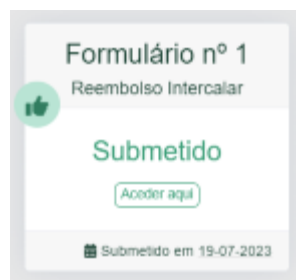 Formulário nº 1
Reembolso Intercalar
Submetido
Aceder aqui
Submetido em 19-07-2023